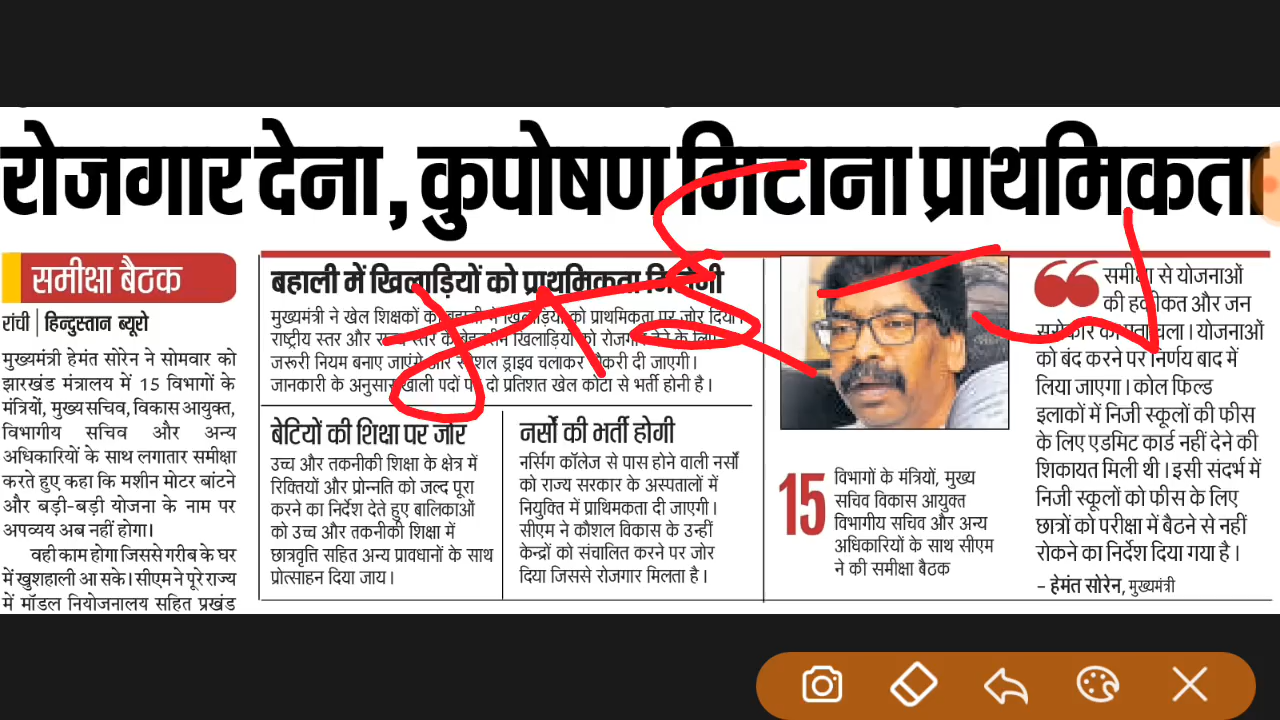 रोजगार देना, कुपोषण मिटाना प्राथमिकता
समीक्षा बैठक
रांची | हिन्दुस्तान ब्यूरो
मुख्यमंत्री हेमंत सोरेन ने सोमवार को
झारखंड मंत्रालय में 15 विभागों के
मंत्रियों, मुख्य सचिव, विकास आयुक्त,
विभागीय सचिव और अन्य
अधिकारियों के साथ लगातार समीक्षा
करते हुए कहा कि मशीन मोटर बांटने
और बड़ी-बड़ी योजना के नाम पर
अपव्यय अब नहीं होगा।
वही काम होगा जिससे गरीब के घर
में खुशहाली आ सके। सीएम ने पूरे राज्य
में मॉडल नियोजनालय सहित प्रखंड
बहाली में खिलाड़ियों को प्राथमिकता मिलेगी
मुख्यमंत्री ने खेल शिक्षकों की बहाली में खिलाड़ियों को प्राथमिकता पर जोर दिया।
राष्ट्रीय स्तर और स्तर के खिलाड़ियों को रोजगार देने के लिए
जरूरी नियम बनाए जाएंगे और स्पेशल ड्राइव चलाकर नौकरी दी जाएगी।
जानकारी के अनुसार खाली पदों पर दो प्रतिशत खेल कोटा से भर्ती होनी है।
बेटियों की शिक्षा पर जोर
उच्च और तकनीकी शिक्षा के क्षेत्र में
रिक्तियों और प्रोन्नति को जल्द पूरा
करने का निर्देश देते हुए बालिकाओं
को उच्च और तकनीकी शिक्षा में
छात्रवृत्ति सहित अन्य प्रावधानों के साथ
प्रोत्साहन दिया जाय।
नर्सों की भर्ती होगी
नर्सिंग कॉलेज से पास होने वाली नर्सों
को राज्य सरकार के अस्पतालों में
नियुक्ति में प्राथमिकता दी जाएगी।
सीएम ने कौशल विकास के उन्हीं
केन्द्रों को संचालित करने पर जोर
दिया जिससे रोजगार मिलता है।
15
विभागों के मंत्रियों, मुख्य
सचिव विकास आयुक्त
विभागीय सचिव और अन्य
अधिकारियों के साथ सीएम
ने की समीक्षा बैठक
समीक्षा से योजनाओं
की हकीकत और जन
सरोकार का पता चला। योजनाओं
को बंद करने पर निर्णय बाद में
लिया जाएगा। कोल फिल्ड
इलाकों में निजी स्कूलों की फीस
के लिए एडमिट कार्ड नहीं देने की
शिकायत मिली थी। इसी संदर्भ में
निजी स्कूलों को फीस के लिए
छात्रों को परीक्षा में बैठने से नहीं
रोकने का निर्देश दिया गया है।
– हेमंत सोरेन, मुख्यमंत्री